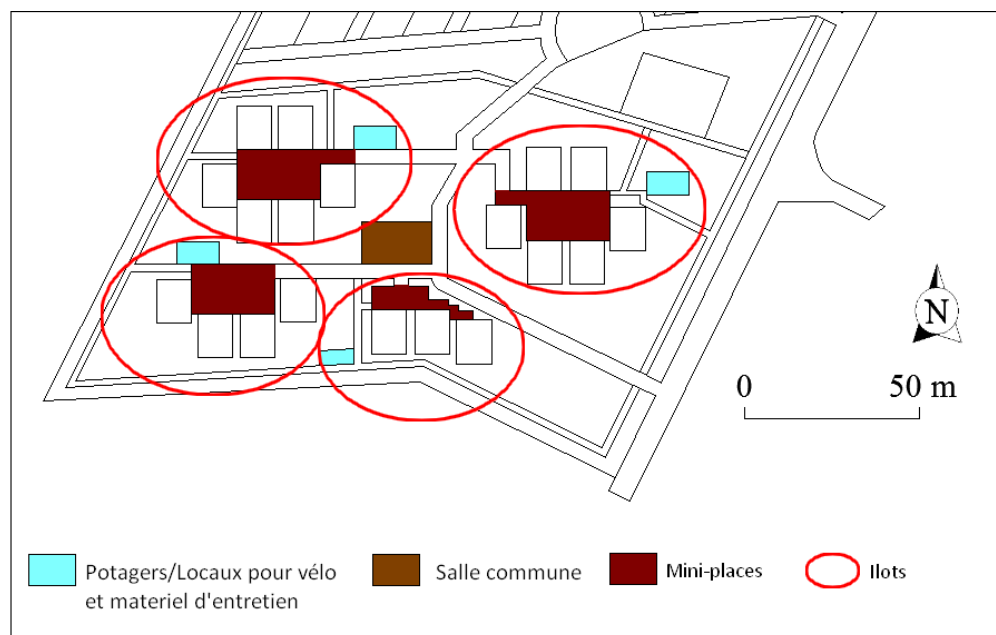 N
0 50 m
Potagers/Locaux pour vélo
et materiel d'entretien
Salle commune
Mini-places
Ilots